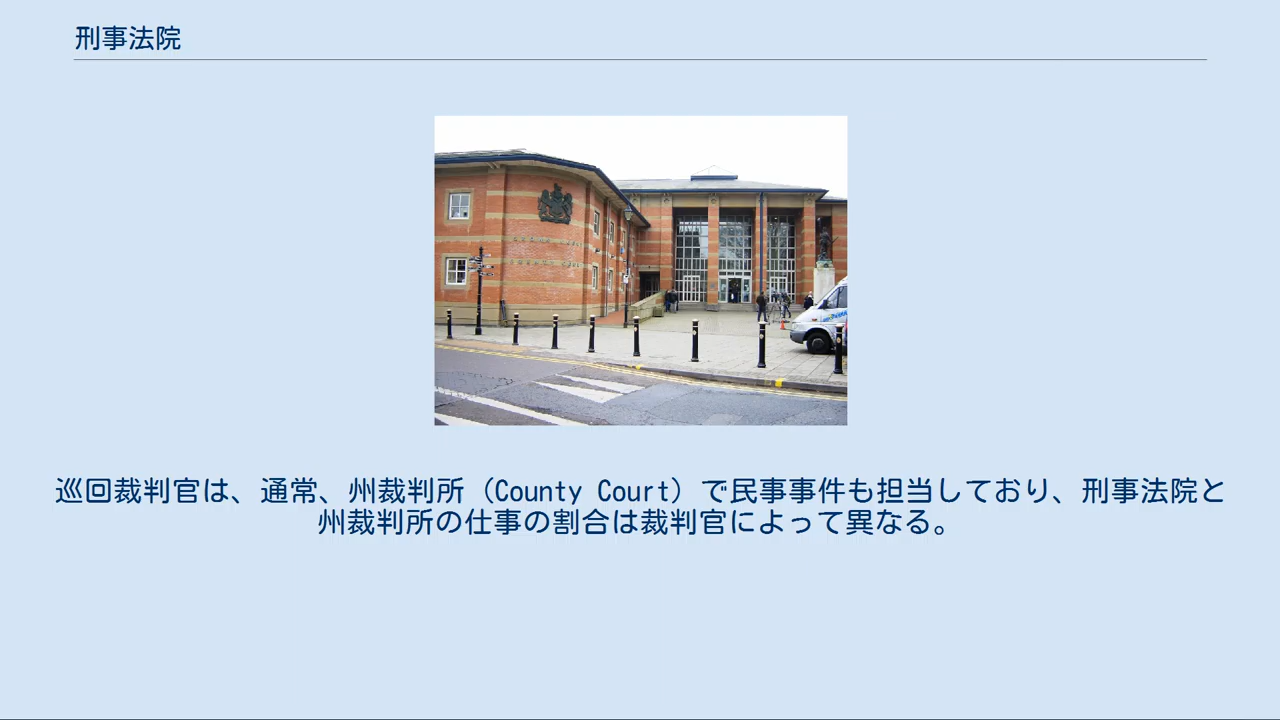 刑事法院
巡回裁判官は、通常、州裁判所（County Court）で民事事件も担当しており、刑事法院と
州裁判所の仕事の割合は裁判官によって異なる。